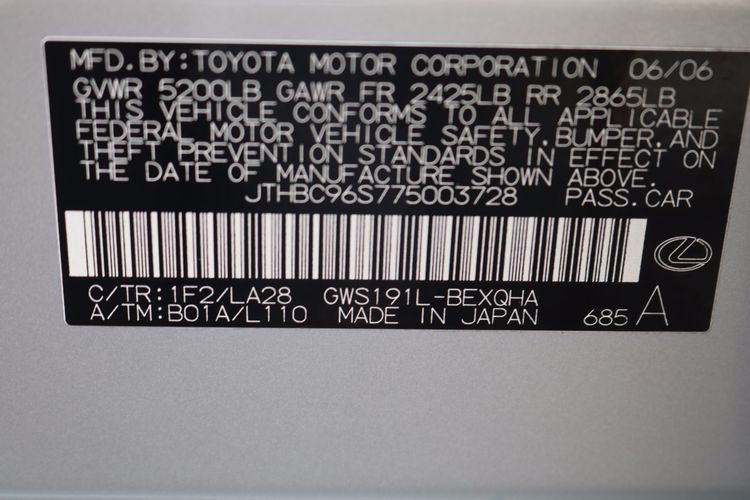 MFD. BY: TOYOTA MOTOR CORPORATION 06/06
GVWR 5200LB GAWR FR 2425LB RR 2865LB
THIS VEHICLE CONFORMS TO ALL APPLICABLE
FEDERAL MOTOR VEHICLE SAFETY, BUMPER, AND
THEFT PREVENTION STANDARDS IN EFFECT ON
THE DATE OF MANUFACTURE SHOWN ABOVE.
JTHBC96S775003728 PASS.CAR
C/TR:1F2/LA28 GWS191L-BEXQHA
A/TM:B01A/L110 MADE IN JAPAN 685 A